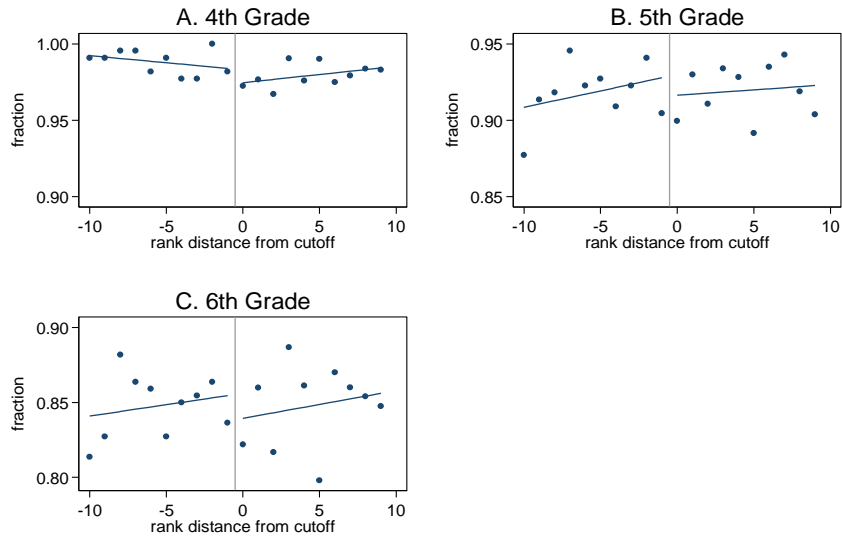 A. 4th Grade
1.00
0.95
0.90
fraction
-10 -5 0 5 10
rank distance from cutoff
B. 5th Grade
0.95
0.90
0.85
fraction
-10 -5 0 5 10
rank distance from cutoff
C. 6th Grade
0.90
0.85
0.80
fraction
-10 -5 0 5 10
rank distance from cutoff